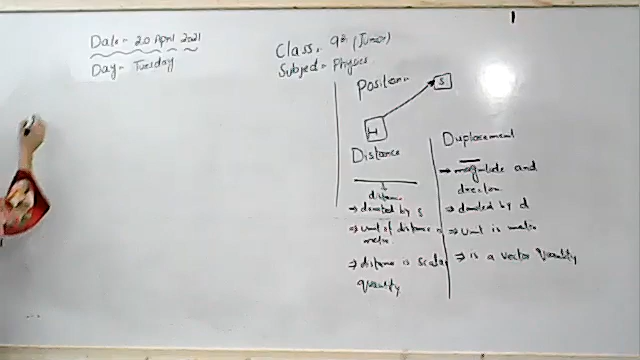 Date - 20 April 2021
Day - Tuesday
Class - 9th (Junior)
Subject - Physics
Position
S
H
Distance
distance
⇒ denoted by s
⇒ Unit of distance is
metre
⇒ distance is scalar
quantity
Displacement
→ magnitude and
direction
⇒ denoted by d
⇒ Unit is metre
⇒ is a vector quantity